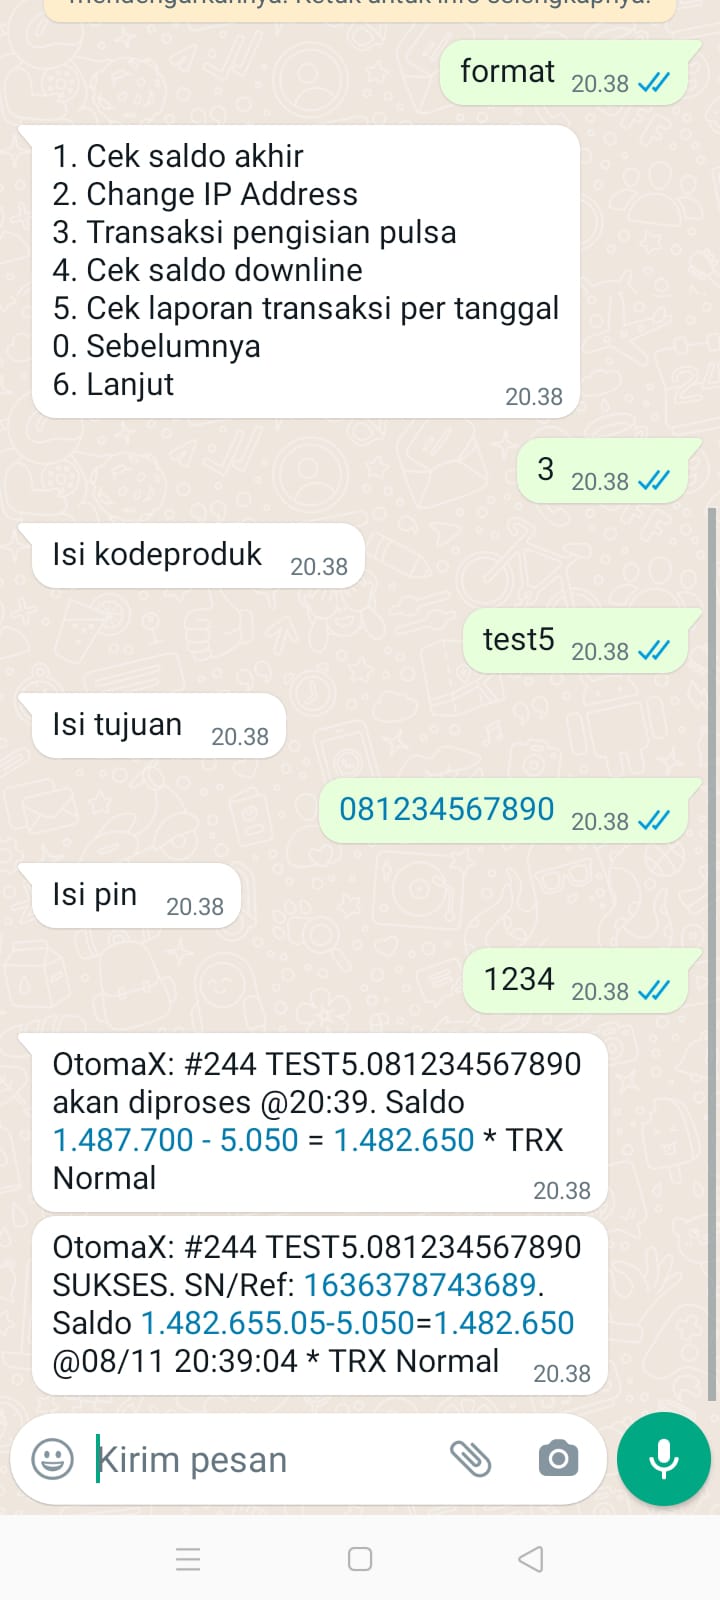 format 20.38
1. Cek saldo akhir
2. Change IP Address
3. Transaksi pengisian pulsa
4. Cek saldo downline
5. Cek laporan transaksi per tanggal
0. Sebelumnya
6. Lanjut
20.38
3 20.38
Isi kodeproduk 20.38
test5 20.38
Isi tujuan 20.38
081234567890 20.38
Isi pin 20.38
1234 20.38
OtomaX: #244 TEST5.081234567890
akan diproses @20:39. Saldo
1.487.700 - 5.050 = 1.482.650 * TRX
Normal
20.38
OtomaX: #244 TEST5.081234567890
SUKSES. SN/Ref: 1636378743689.
Saldo 1.482.655.05-5.050=1.482.650
@08/11 20:39:04 * TRX Normal 20.38
Kirim pesan